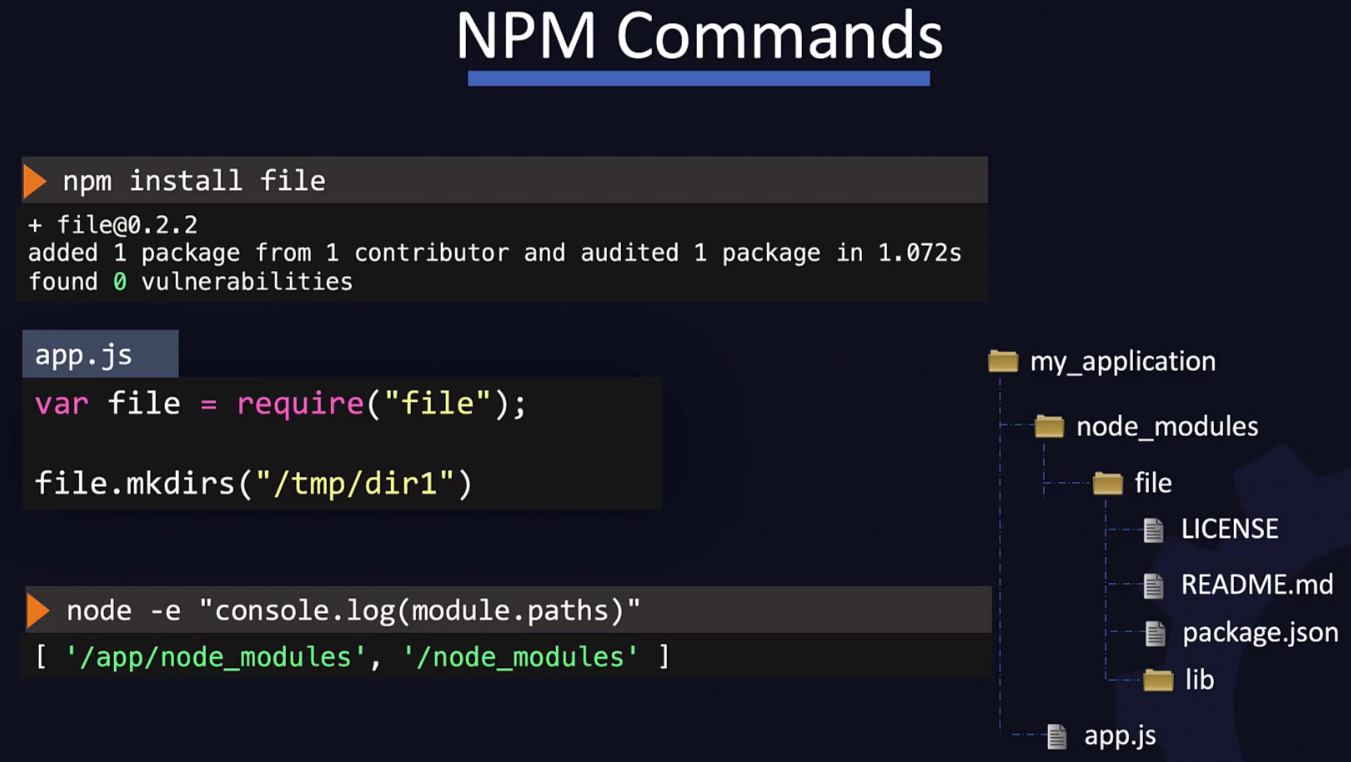 NPM Commands
npm install file
+ file@0.2.2
added 1 package from 1 contributor and audited 1 package in 1.072s
found 0 vulnerabilities
app.js
var file = require("file");
file.mkdirs("/tmp/dir1")
node -e "console.log(module.paths)"
[ '/app/node_modules', '/node_modules' ]
my_application
node_modules
file
LICENSE
README.md
package.json
lib
app.js